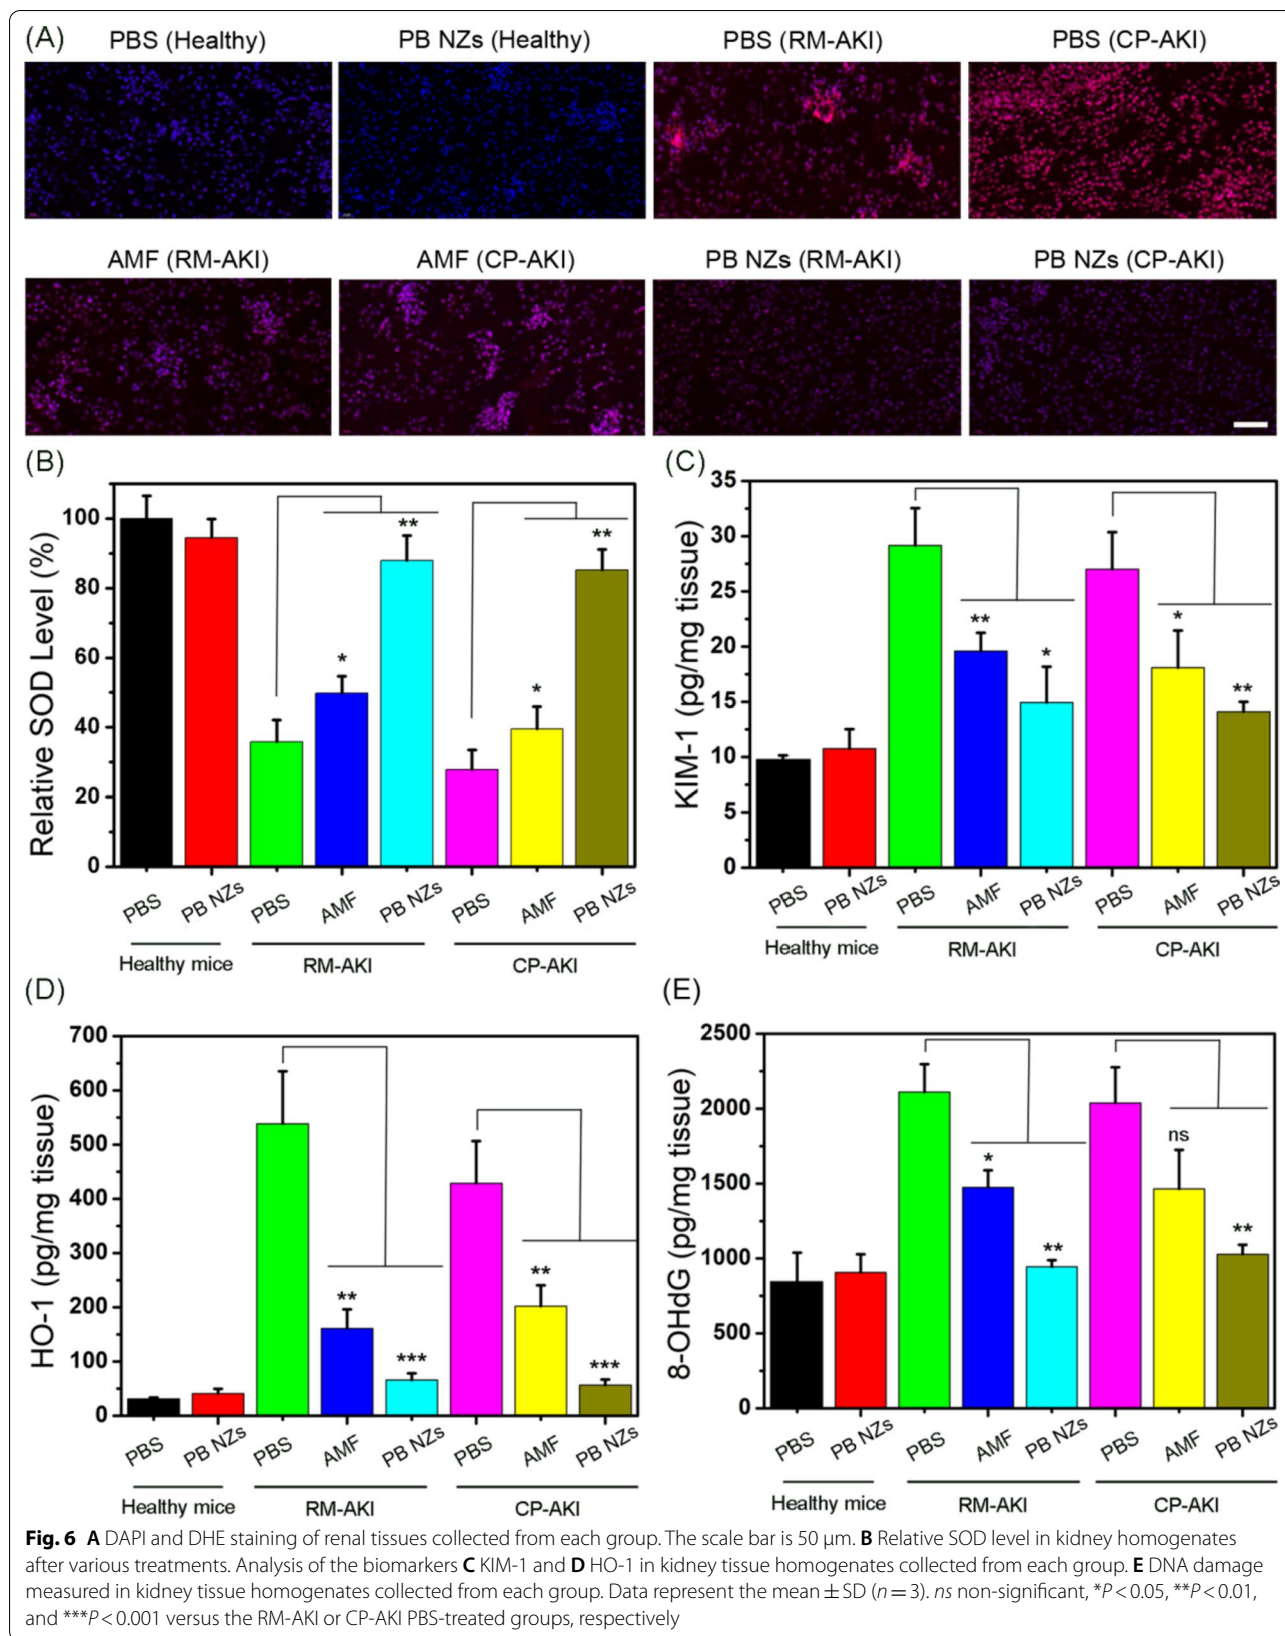 (A)
PBS (Healthy) PB NZs (Healthy) PBS (RM-AKI) PBS (CP-AKI)
AMF (RM-AKI) AMF (CP-AKI) PB NZs (RM-AKI) PB NZs (CP-AKI)
(B)
Relative SOD Level (%)
100
80
60
40
20
0
* ** * **
PBS PB NZs PBS AMF PB NZs PBS AMF PB NZs
Healthy mice RM-AKI CP-AKI
(C)
KIM-1 (pg/mg tissue)
35
30
25
20
15
10
5
0
** * * **
PBS PB NZs PBS AMF PB NZs PBS AMF PB NZs
Healthy mice RM-AKI CP-AKI
(D)
HO-1 (pg/mg tissue)
700
600
500
400
300
200
100
0
** *** ** ***
PBS PB NZs PBS AMF PB NZs PBS AMF PB NZs
Healthy mice RM-AKI CP-AKI
(E)
8-OHdG (pg/mg tissue)
2500
2000
1500
1000
500
0
* ** ns **
PBS PB NZs PBS AMF PB NZs PBS AMF PB NZs
Healthy mice RM-AKI CP-AKI
Fig. 6 A DAPI and DHE staining of renal tissues collected from each group. The scale bar is 50 μm. B Relative SOD level in kidney homogenates
after various treatments. Analysis of the biomarkers C KIM-1 and D HO-1 in kidney tissue homogenates collected from each group. E DNA damage
measured in kidney tissue homogenates collected from each group. Data represent the mean ± SD (n = 3). ns non-significant, *P < 0.05, **P < 0.01,
and ***P < 0.001 versus the RM-AKI or CP-AKI PBS-treated groups, respectively